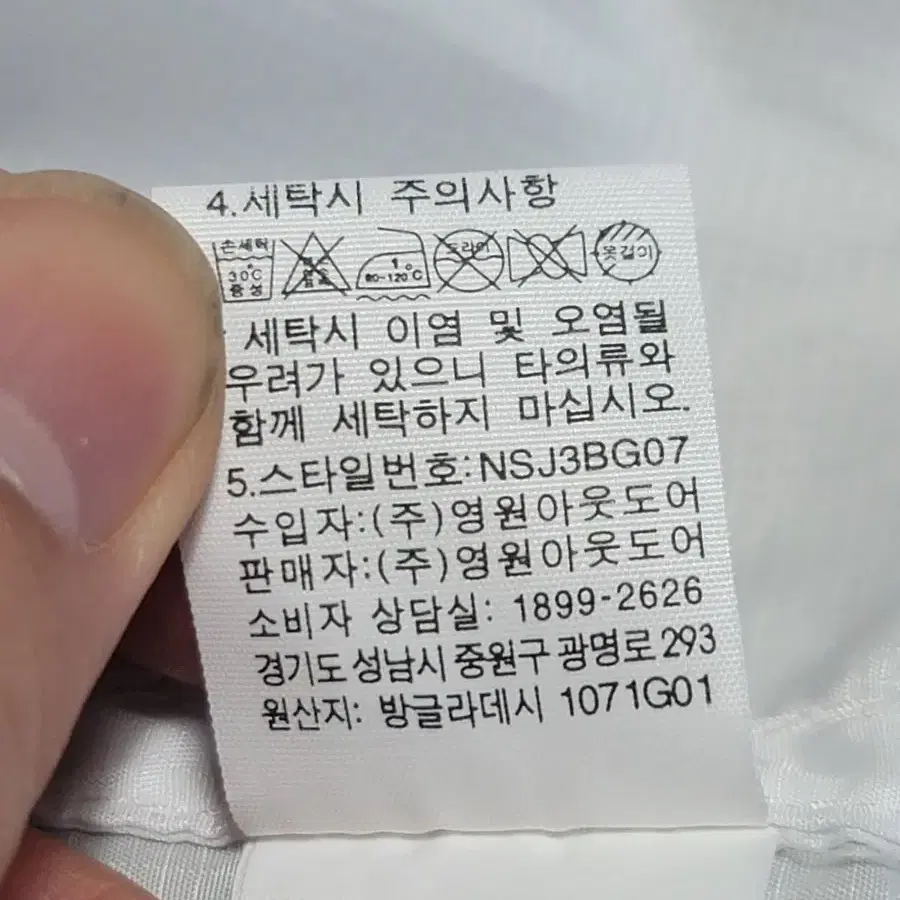 4.세탁시 주의사항
손세탁 30°C 중성 80-120°C 드라이 옷걸이
세탁시 이염 및 오염될
우려가 있으니 타의류와
함께 세탁하지 마십시오.
5.스타일번호:NSJ3BG07
수입자:(주)영원아웃도어
판매자:(주)영원아웃도어
소비자 상담실: 1899-2626
경기도 성남시 중원구 광명로 293
원산지: 방글라데시 1071G01